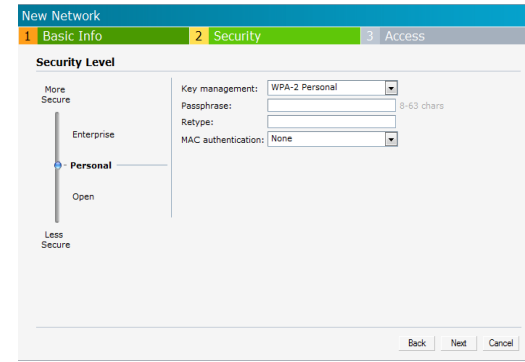 New Network
1 Basic Info 2 Security 3 Access
Security Level
More
Secure
Enterprise
Personal
Open
Less
Secure
Key management: WPA-2 Personal
Passphrase: 8-63 chars
Retype:
MAC authentication: None
Back Next Cancel